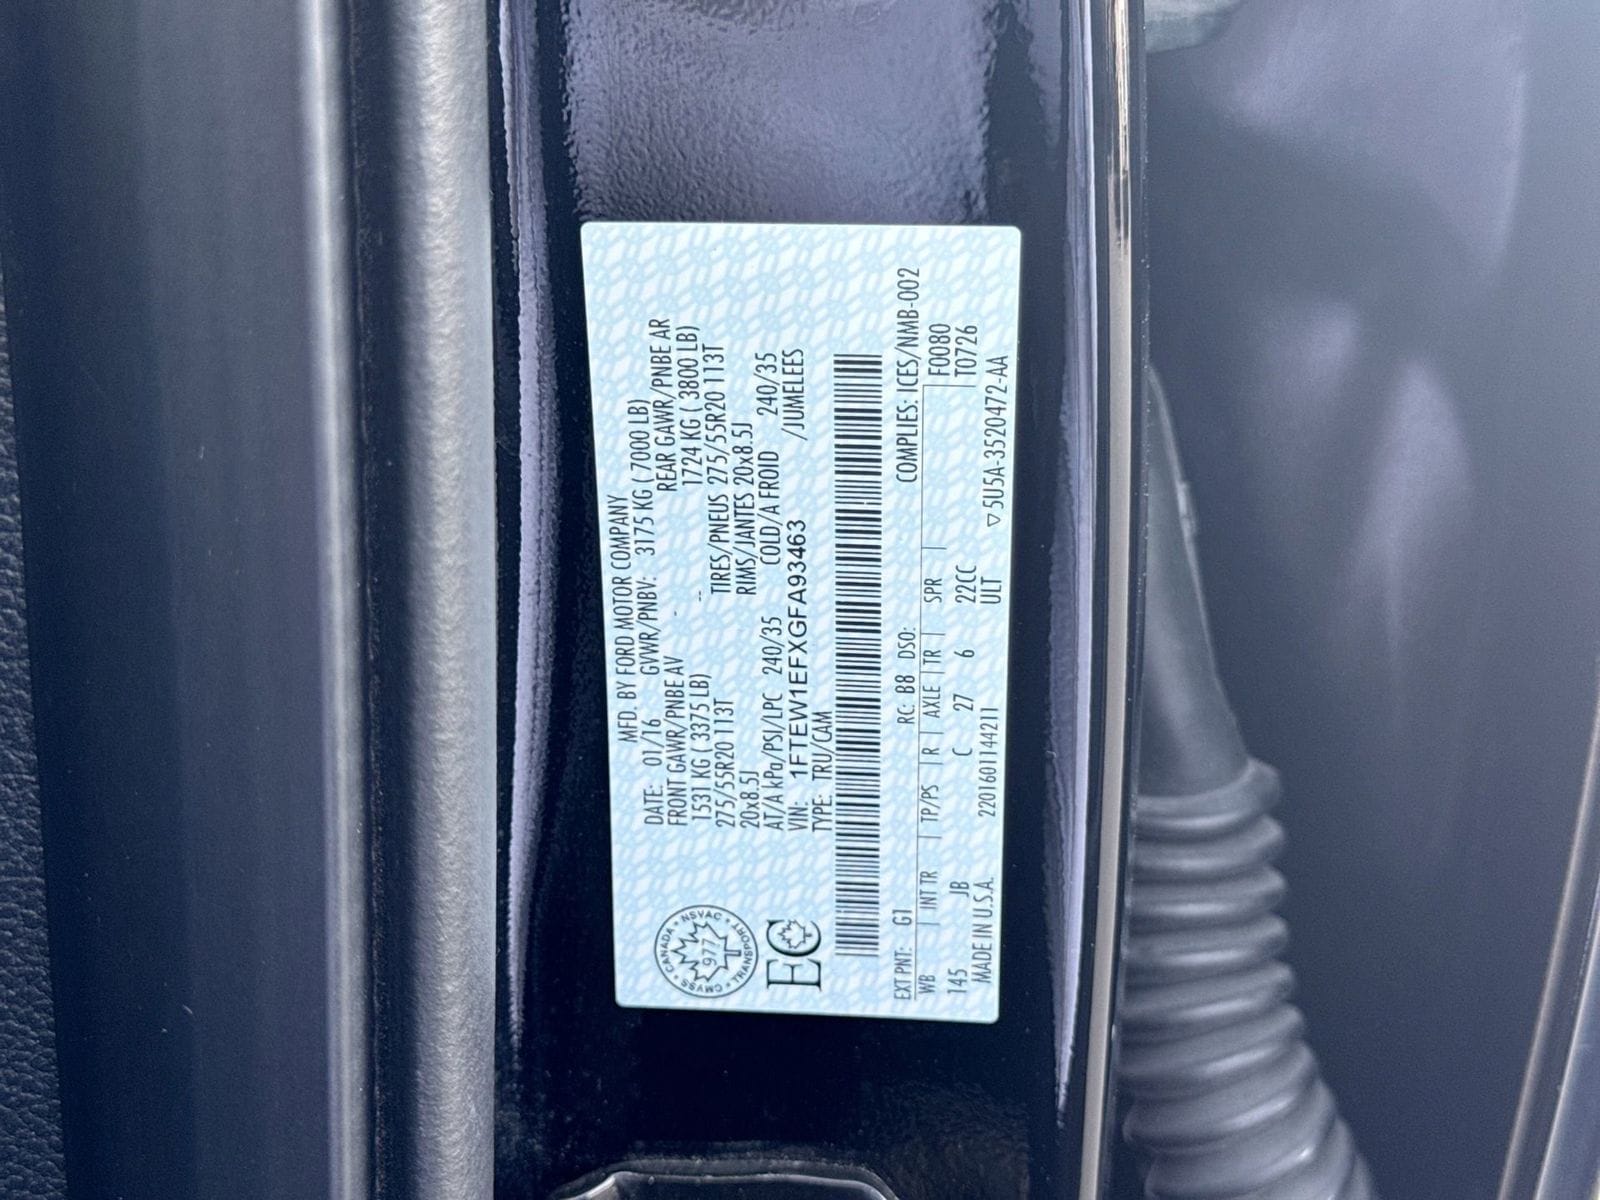 MFD. BY FORD MOTOR COMPANY
DATE: 01/16 GVWR/PNBV: 3175 KG ( 7000 LB)
FRONT GAWR/PNBE AV - REAR GAWR/PNBE AR
1531 KG ( 3375 LB) -- 1724 KG ( 3800 LB)
275/55R20 113T TIRES/PNEUS 275/55R20 113T
20x8.5J RIMS/JANTES 20x8.5J
AT/A kPa/PSI/LPC 240/35 COLD/A FROID 240/35
VIN: 1FTEW1EFXGFA93463 /JUMELEES
TYPE: TRU/CAM
CANADA • NSVAC • TRANSPORT • CMVSS
977
EC
COMPLIES: ICES/NMB-002
EXT PNT: G1 RC: B8 DSO: F0080
WB | INT TR | TP/PS | R | AXLE | TR | SPR | T0726
145 JB C 27 6 22CC
ULT
MADE IN U.S.A. 220160114211 ▽5U5A-3520472-AA